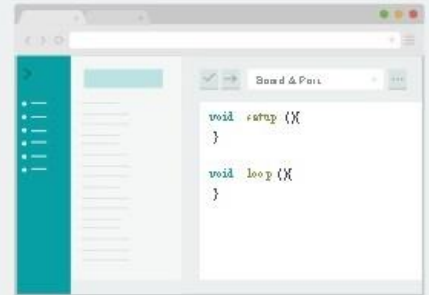 Board & Port
void setup (){
}
void loop (){
}